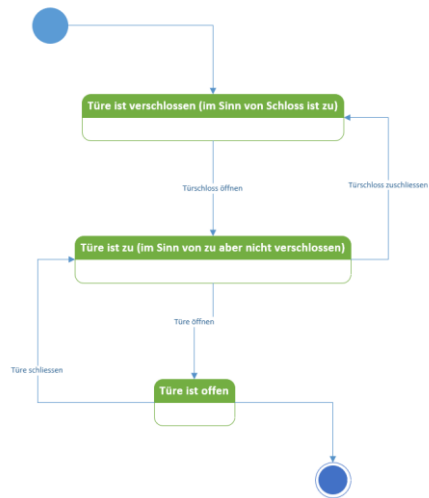 Türe ist verschlossen (im Sinn von Schloss ist zu)
Türschloss öffnen
Türschloss zuschliessen
Türe ist zu (im Sinn von zu aber nicht verschlossen)
Türe öffnen
Türe schliessen
Türe ist offen